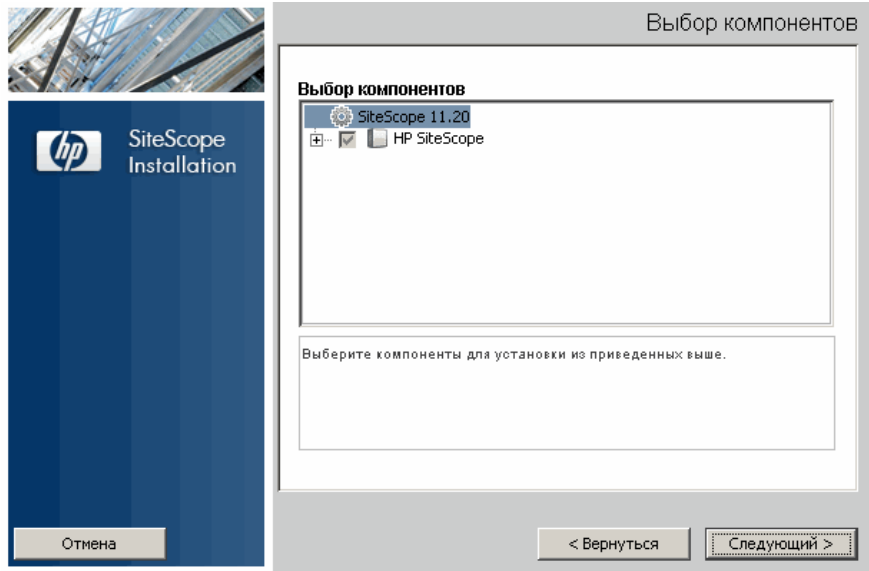 Выбор компонентов
hp
SiteScope
Installation
Выбор компонентов
SiteScope 11.20
HP SiteScope
Выберите компоненты для установки из приведенных выше.
Отмена
< Вернуться
Следующий >